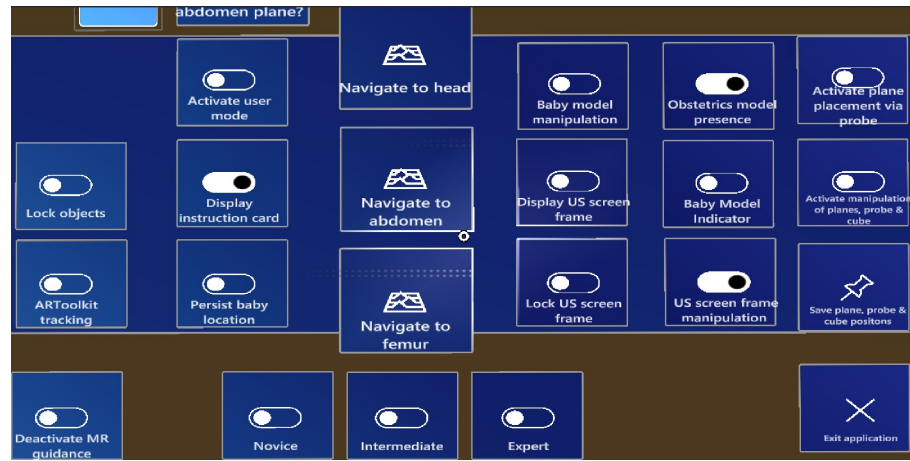 abdomen plane?
Navigate to head
Activate user
mode
Baby model
manipulation
Obstetrics model
presence
Activate plane
placement via
probe
Lock objects
Display
instruction card
Navigate to
abdomen
Display US screen
frame
Baby Model
Indicator
Activate manipulation
of planes, probe &
cube
ARToolkit
tracking
Persist baby
location
Navigate to
femur
Lock US screen
frame
US screen frame
manipulation
Save plane, probe &
cube positons
Deactivate MR
guidance
Novice
Intermediate
Expert
Exit application